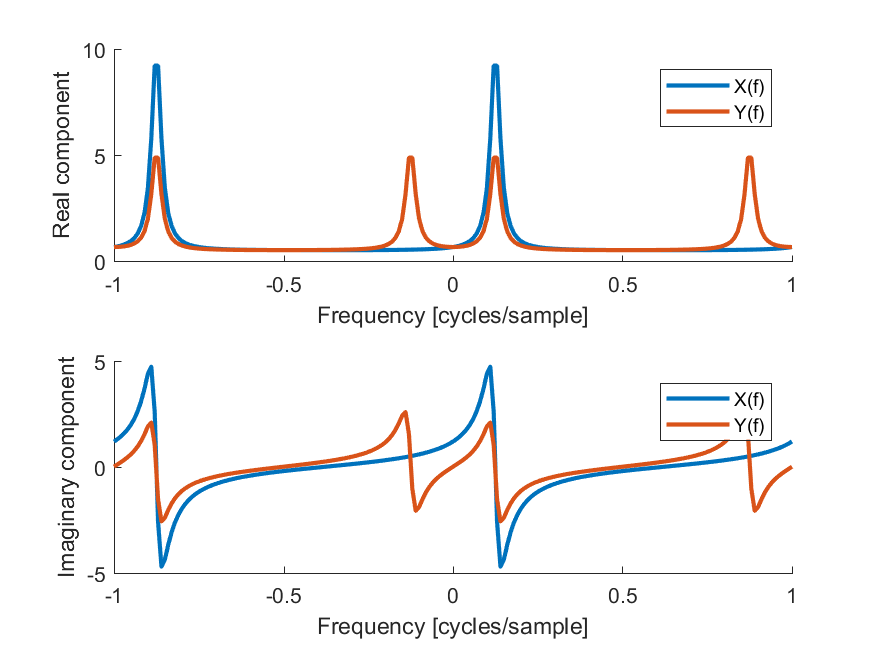 Real component
10
5
0
X(f)
Y(f)
-1
-0.5
0
0.5
1
Frequency [cycles/sample]
Imaginary component
5
0
-5
X(f)
Y(f)
-1
-0.5
0
0.5
1
Frequency [cycles/sample]